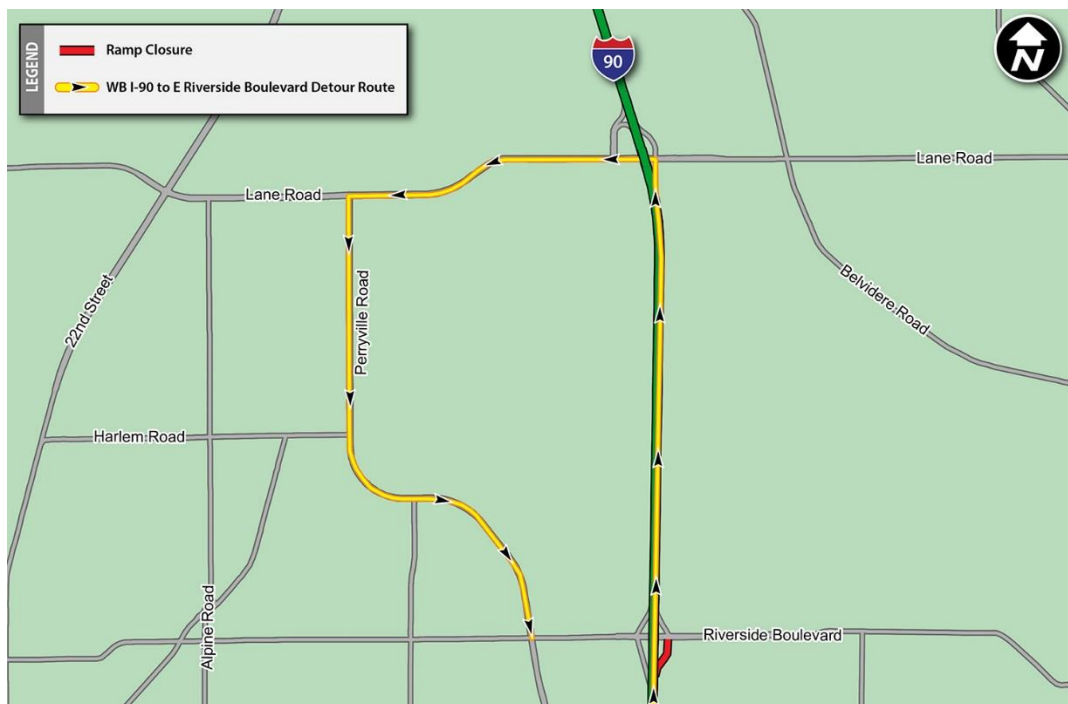 LEGEND
Ramp Closure
WB I-90 to E Riverside Boulevard Detour Route
90
N
Lane Road
Lane Road
22nd Street
Perryville Road
Belvidere Road
Harlem Road
Alpine Road
Riverside Boulevard